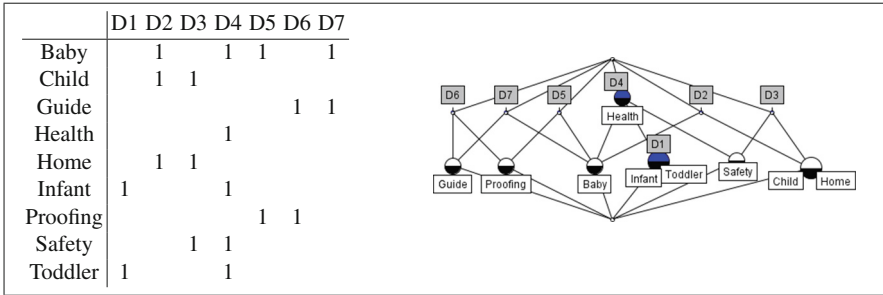 D1 D2 D3 D4 D5 D6 D7
Baby 1 1 1 1
Child 1 1
Guide 1 1
Health 1
Home 1 1
Infant 1 1
Proofing 1 1
Safety 1 1
Toddler 1 1
D4
D6 D7 D5 D2 D3
Health
D1
Guide Proofing Baby Infant Toddler Safety Child Home